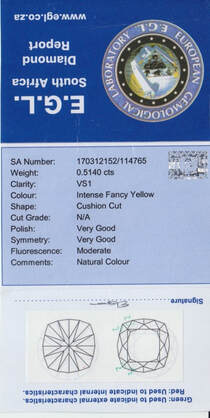 www.egl.co.za
Diamond
Report
South Africa
E.G.L.
EUROPEAN GEMOLOGICAL LABORATORY
E.G.L.
SA Number: 170312152/114765
Weight: 0.5140 cts
Clarity: VS1
Colour: Intense Fancy Yellow
Shape: Cushion Cut
Cut Grade: N/A
Polish: Very Good
Symmetry: Very Good
Fluorescence: Moderate
Comments: Natural Colour
Signature
Red: Used to indicate internal characteristics.
Green: Used to indicate external characteristics.